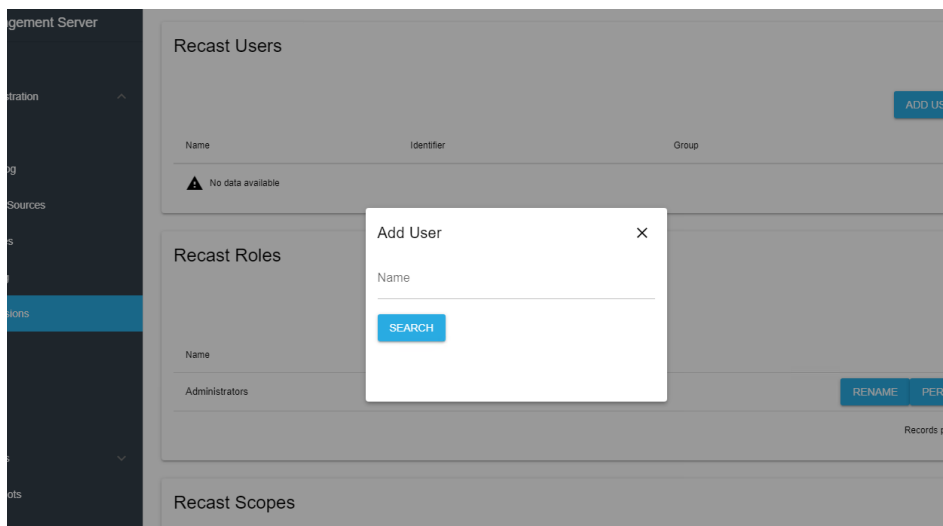 gement Server
stration
og
Sources
s
sions
s
ots
Recast Users
ADD US
Name Identifier Group
No data available
Add User
Name
SEARCH
Recast Roles
Name
Administrators RENAME PER
Records p
Recast Scopes